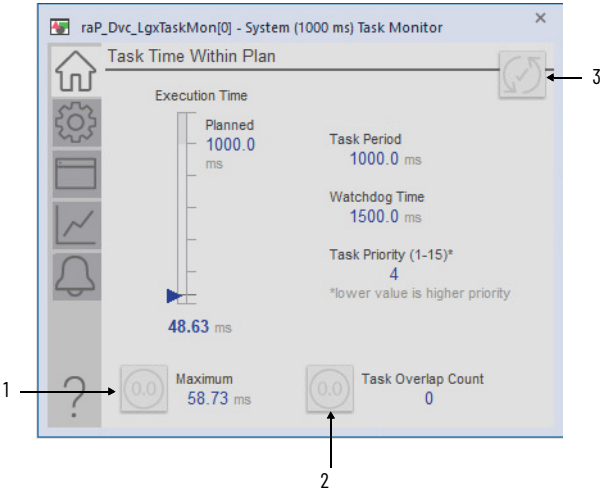 raP_Dvc_LgxTaskMon[0] - System (1000 ms) Task Monitor
Task Time Within Plan
3
Execution Time
Planned
1000.0
ms
Task Period
1000.0 ms
Watchdog Time
1500.0 ms
Task Priority (1-15)*
4
*lower value is higher priority
48.63 ms
1
0.0
Maximum
58.73 ms
0.0
Task Overlap Count
0
?
2